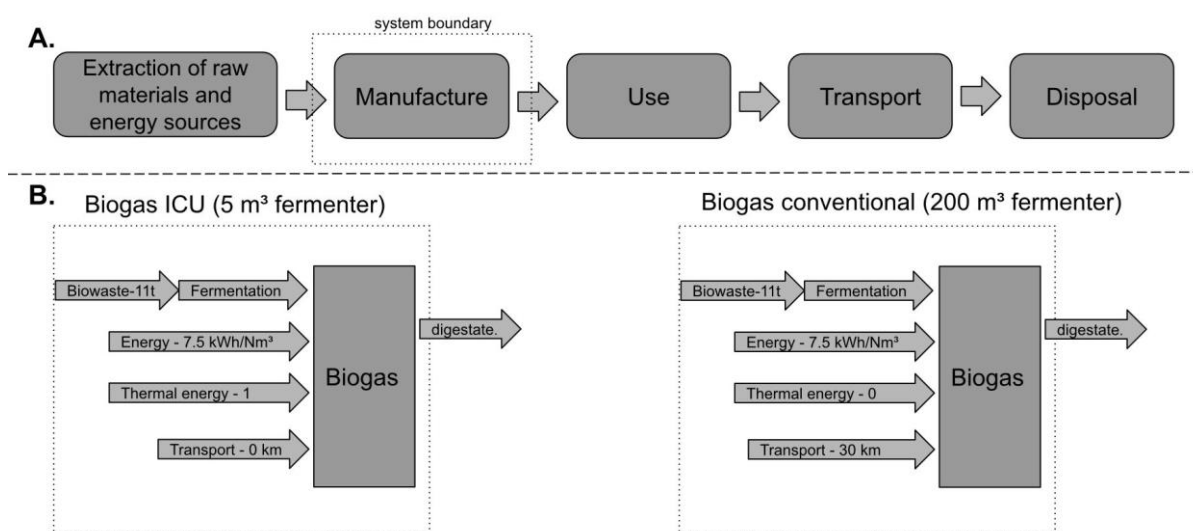 system boundary
A.
Extraction of raw
materials and
energy sources
Manufacture
Use
Transport
Disposal
B.
Biogas ICU (5 m³ fermenter)
Biowaste-11t
Fermentation
Energy - 7.5 kWh/Nm³
Thermal energy - 1
Transport - 0 km
Biogas
digestate.
Biogas conventional (200 m³ fermenter)
Biowaste-11t
Fermentation
Energy - 7.5 kWh/Nm³
Thermal energy - 0
Transport - 30 km
Biogas
digestate.